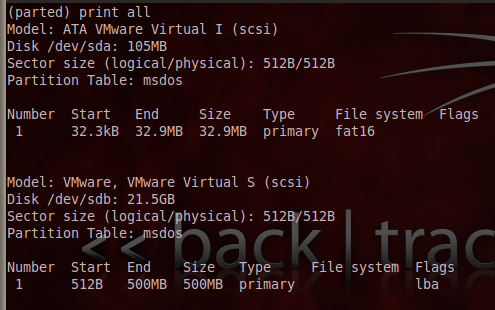 (parted) print all
Model: ATA VMware Virtual I (scsi)
Disk /dev/sda: 105MB
Sector size (logical/physical): 512B/512B
Partition Table: msdos
Number  Start   End     Size    Type     File system  Flags
 1      32.3kB  32.9MB  32.9MB  primary  fat16
Model: VMware, VMware Virtual S (scsi)
Disk /dev/sdb: 21.5GB
Sector size (logical/physical): 512B/512B
Partition Table: msdos
<< back | trac
Number  Start  End    Size   Type     File system  Flags
 1      512B   500MB  500MB  primary               lba